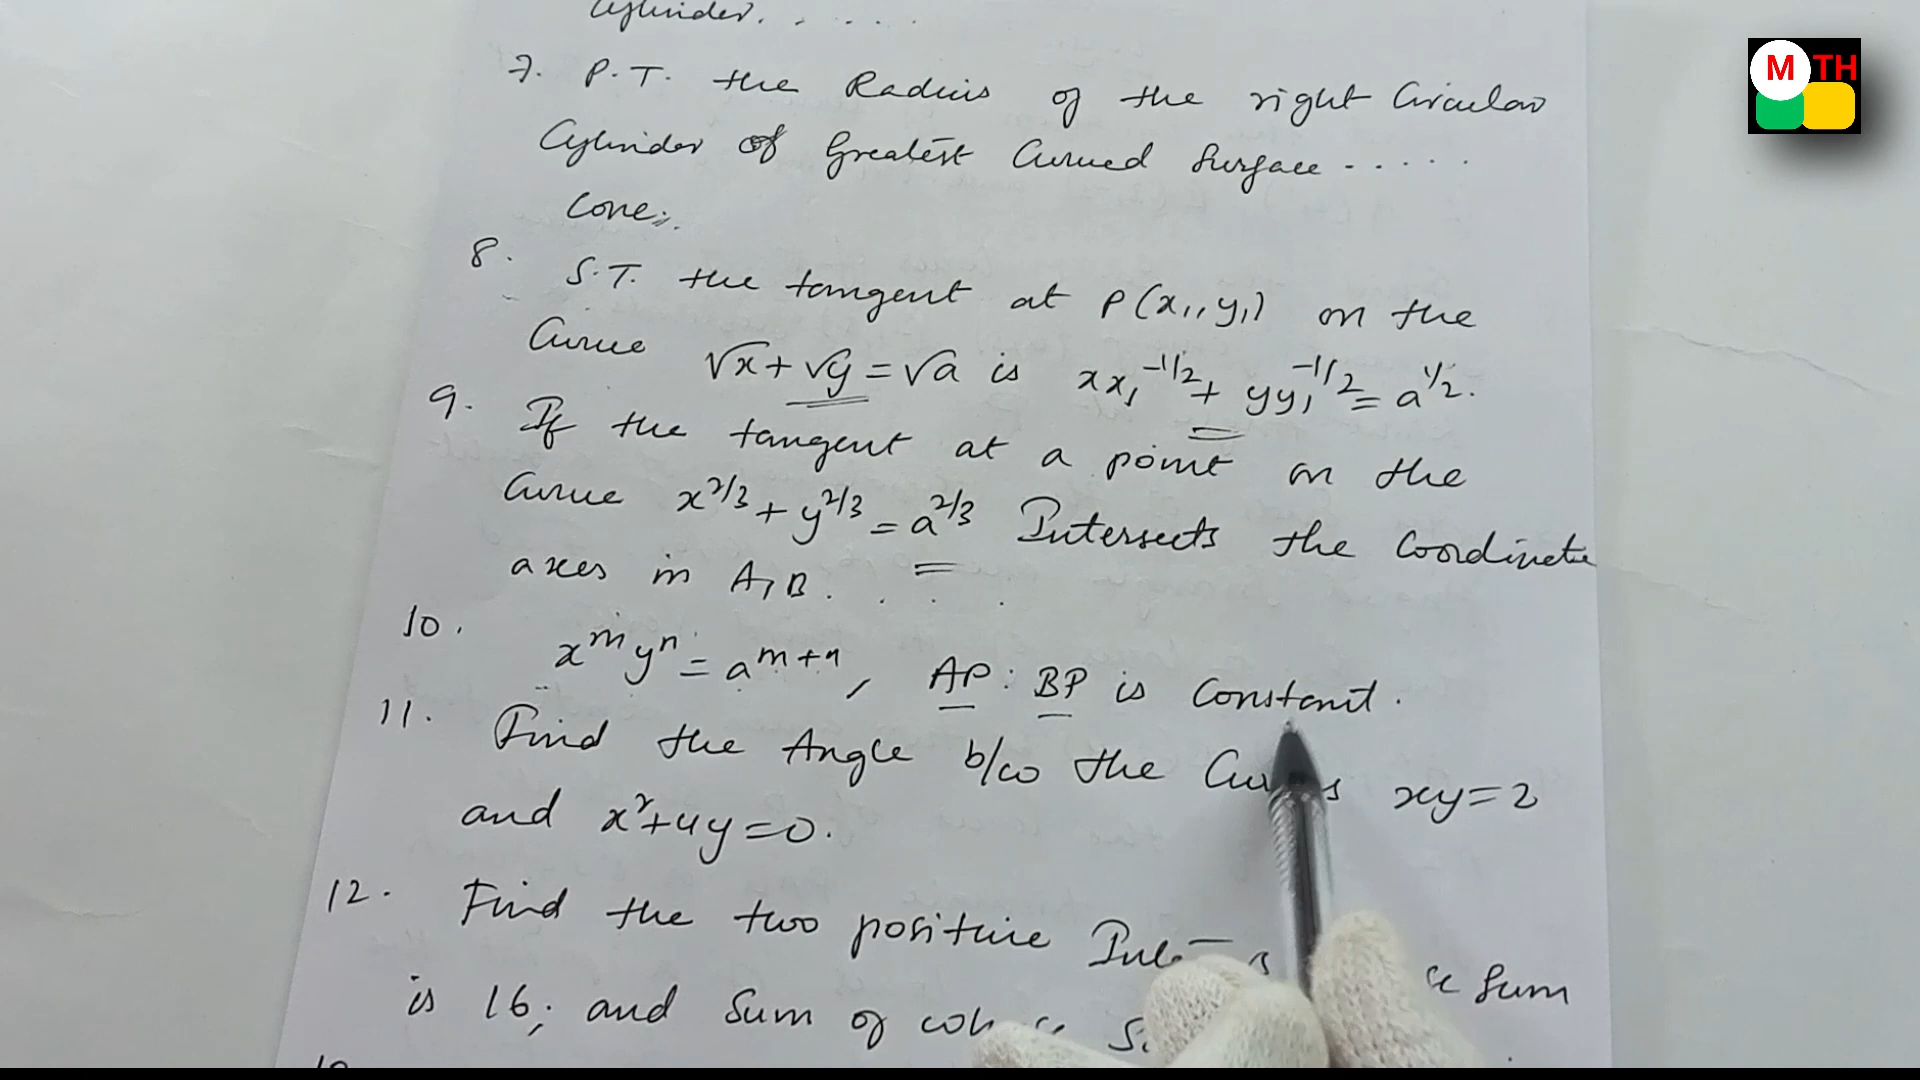 Cylinder. . . . . .
M TH
7. P.T. the Radius of the right Circular
Cylinder of Greatest Curved Surface - . . . .
Cone.
8. S.T. the tangent at P(x₁, y₁) on the
Curve √x + √y = √a is xx₁^-1/2 + yy₁^-1/2 = a^1/2.
9. If the tangent at a point on the
Curve x^2/3 + y^2/3 = a^2/3 Intersects the Coordinate
axes in A, B. . . .
10. x^m y^n = a^m+n, AP : BP is Constant.
11. Find the Angle b/w the Curves xy=2
and x²+4y=0.
12. Find the two positive Sum
is 16; and Sum of